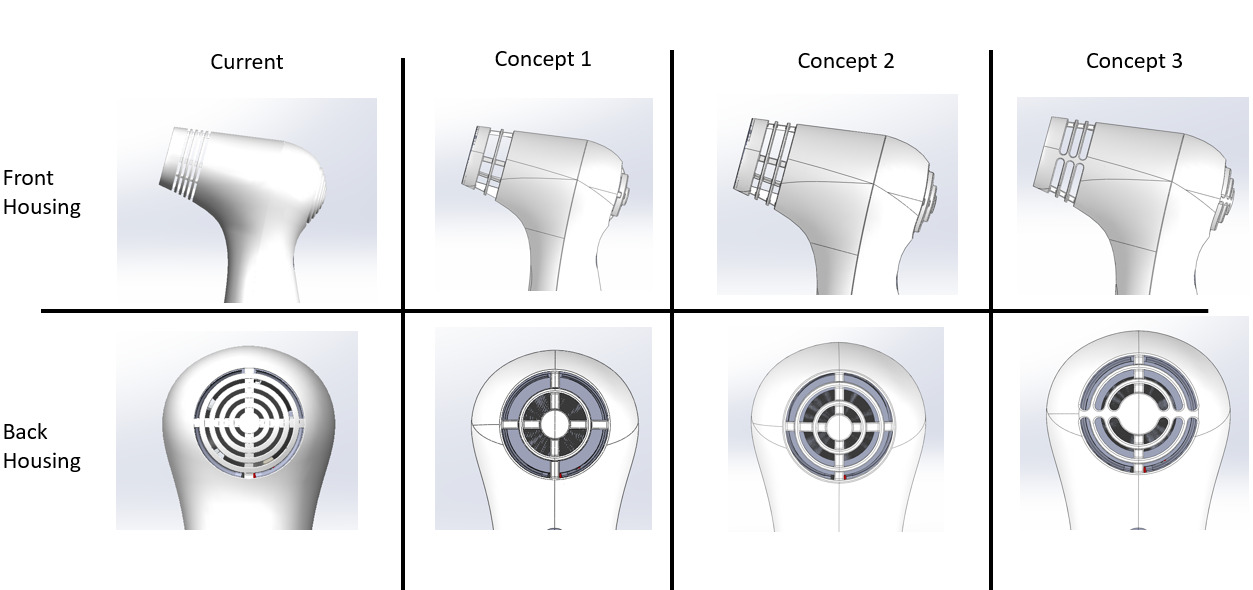 Current
Concept 1
Concept 2
Concept 3
Front
Housing
Back
Housing